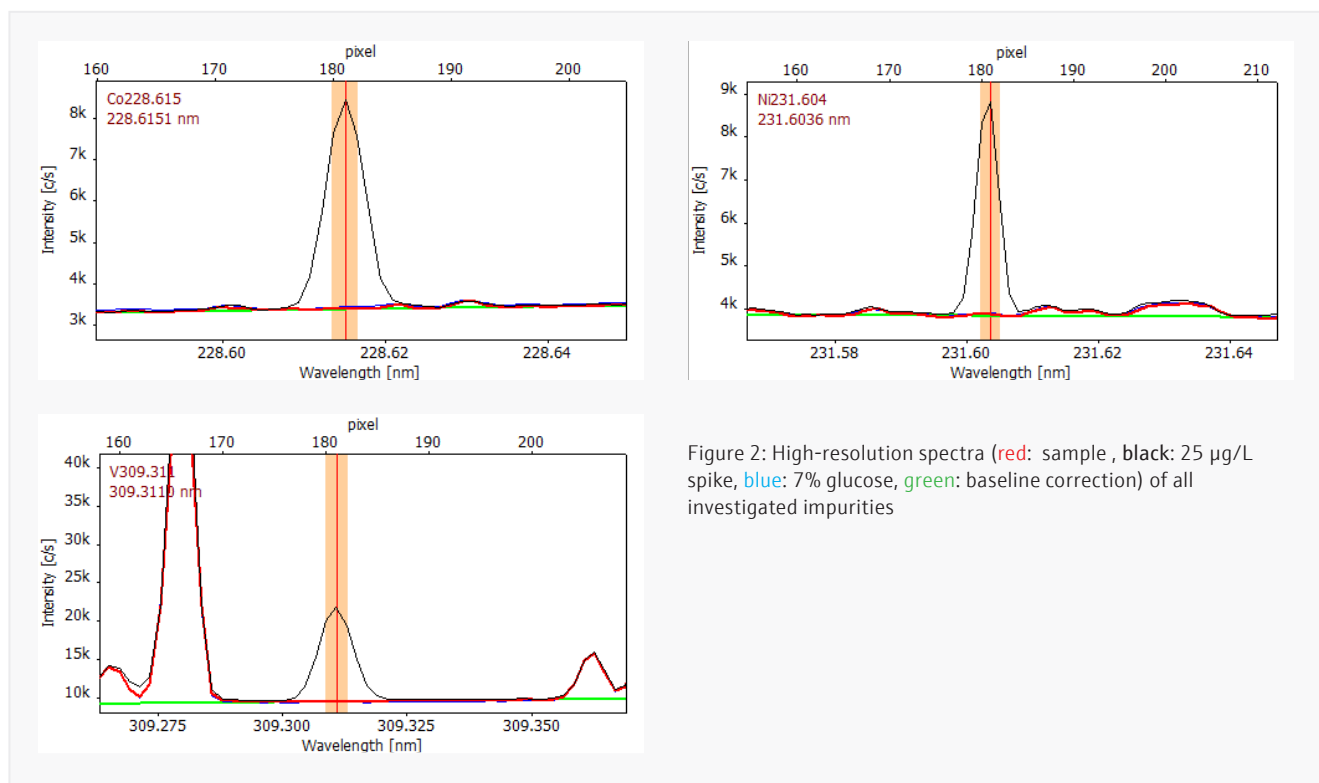 pixel
160 170 180 190 200
Co228.615
228.6151 nm
8k
7k
6k
5k
4k
3k
Intensity [c/s]
228.60 228.62 228.64
Wavelength [nm]
pixel
160 170 180 190 200 210
Ni231.604
231.6036 nm
9k
8k
7k
6k
5k
4k
Intensity [c/s]
231.58 231.60 231.62 231.64
Wavelength [nm]
pixel
160 170 180 190 200
V309.311
309.3110 nm
40k
35k
30k
25k
20k
15k
10k
Intensity [c/s]
309.275 309.300 309.325 309.350
Wavelength [nm]
Figure 2: High-resolution spectra (red: sample , black: 25 µg/L
spike, blue: 7% glucose, green: baseline correction) of all
investigated impurities